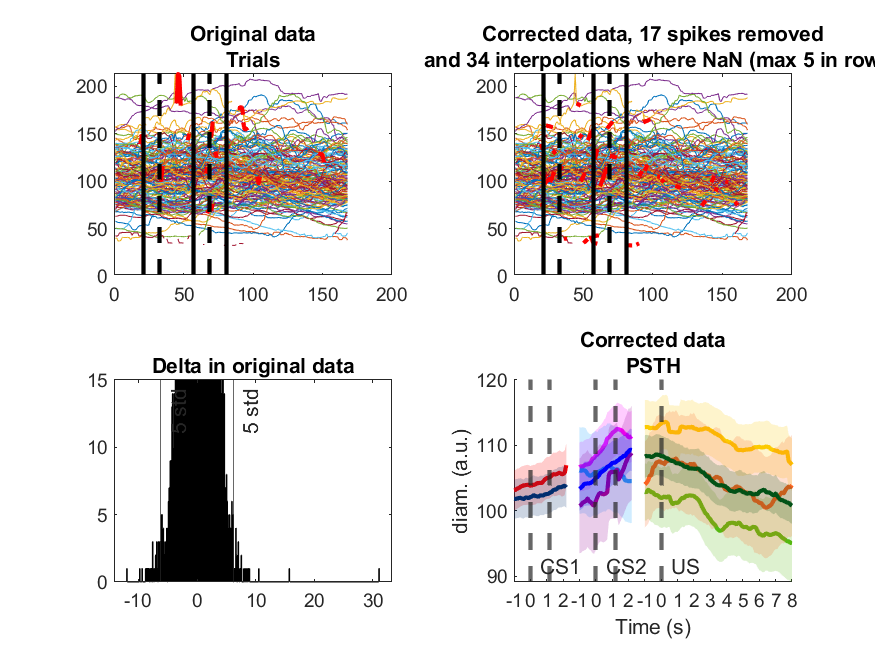 Original data
Trials
200
150
100
50
0
0 50 100 150 200
Corrected data, 17 spikes removed
and 34 interpolations where NaN (max 5 in row
200
150
100
50
0
0 50 100 150 200
Delta in original data
15
10
5
0
5 std
5 std
-10 0 10 20 30
Corrected data
PSTH
120
110
100
90
diam. (a.u.)
CS1 CS2 US
-1 0 1 2 -1 0 1 2 -1 0 1 2 3 4 5 6 7 8
Time (s)